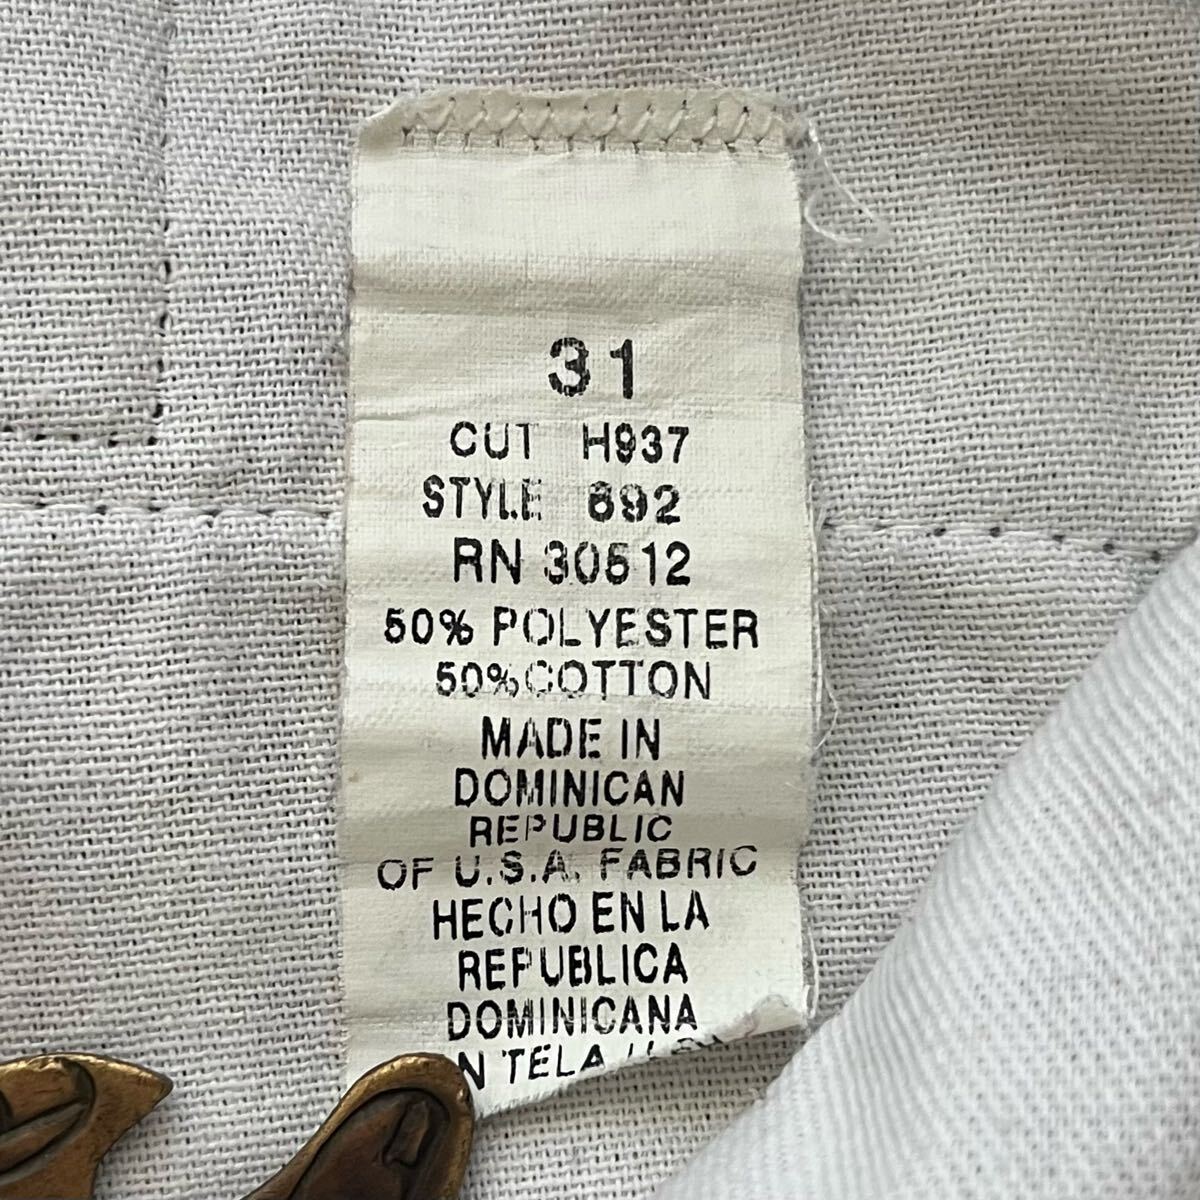 31
CUT H937
STYLE 692
RN 30512
50% POLYESTER
50% COTTON
MADE IN
DOMINICAN
REPUBLIC
OF U.S.A. FABRIC
HECHO EN LA
REPUBLICA
DOMINICANA
TELA